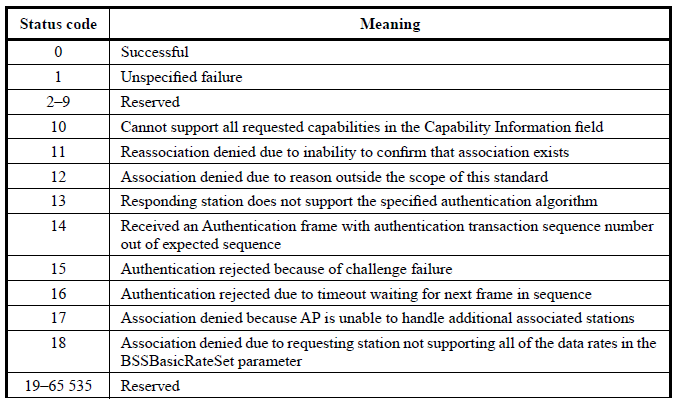 Status code Meaning
0 Successful
1 Unspecified failure
2–9 Reserved
10 Cannot support all requested capabilities in the Capability Information field
11 Reassociation denied due to inability to confirm that association exists
12 Association denied due to reason outside the scope of this standard
13 Responding station does not support the specified authentication algorithm
14 Received an Authentication frame with authentication transaction sequence number
out of expected sequence
15 Authentication rejected because of challenge failure
16 Authentication rejected due to timeout waiting for next frame in sequence
17 Association denied because AP is unable to handle additional associated stations
18 Association denied due to requesting station not supporting all of the data rates in the
BSSBasicRateSet parameter
19–65 535 Reserved